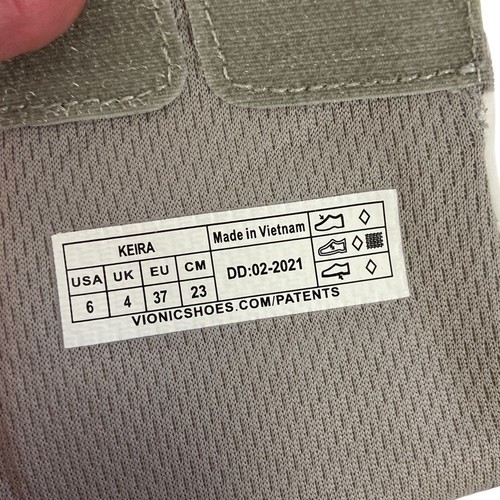 KEIRA
Made in Vietnam
USA UK EU CM
6 4 37 23
DD:02-2021
VIONICSHOES.COM/PATENTS